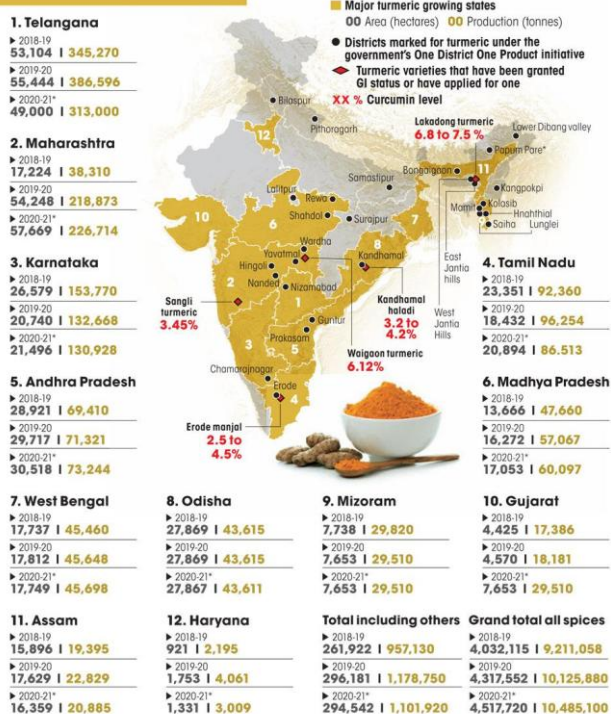 Major turmeric growing states
00 Area (hectares) 00 Production (tonnes)
Districts marked for turmeric under the
government's One District One Product initiative
Turmeric varieties that have been granted
GI status or have applied for one
XX % Curcumin level
1. Telangana
2018-19
53,104 | 345,270
2019-20
55,444 | 386,596
2020-21*
49,000 | 313,000
2. Maharashtra
2018-19
17,224 | 38,310
2019-20
54,248 | 218,873
2020-21*
57,669 | 226,714
3. Karnataka
2018-19
26,579 | 153,770
2019-20
20,740 | 132,668
2020-21*
21,496 | 130,928
5. Andhra Pradesh
2018-19
28,921 | 69,410
2019-20
29,717 | 71,321
2020-21*
30,518 | 73,244
Bilaspur
Pithoragarh
12
Lakadong turmeric
6.8 to 7.5 %
Lower Dibang valley
Papum Pare*
Bongaigaon
11
Samastipur
Kangpokpi
Lalitpur
Rewa
Mamit
Kolasib
Hnahthial
10
6
Shahdol
Surajpur
7
Saiha
Lunglei
Wardha
8
Yavatmal
Kandhamal
East
Jantia
hills
Hingoli
2
Nanded
Nizamabad
1
Sangli
turmeric
3.45%
Kandhamal
haladi
3.2 to
4.2%
West
Jantia
Hills
Guntur
3
Prakasam
5
Waigaon turmeric
6.12%
Chamarajnagar
Erode
4
Erode manjal
2.5 to
4.5%
4. Tamil Nadu
2018-19
23,351 | 92,360
2019-20
18,432 | 96,254
2020-21*
20,894 | 86.513
6. Madhya Pradesh
2018-19
13,666 | 47,660
2019-20
16,272 | 57,067
2020-21*
17,053 | 60,097
7. West Bengal
2018-19
17,737 | 45,460
2019-20
17,812 | 45,648
2020-21*
17,749 | 45,698
8. Odisha
2018-19
27,869 | 43,615
2019-20
27,869 | 43,615
2020-21*
27,867 | 43,611
9. Mizoram
2018-19
7,738 | 29,820
2019-20
7,653 | 29,510
2020-21*
7,653 | 29,510
10. Gujarat
2018-19
4,425 | 17,386
2019-20
4,570 | 18,181
2020-21*
7,653 | 29,510
11. Assam
2018-19
15,896 | 19,395
2019-20
17,629 | 22,829
2020-21*
16,359 | 20,885
12. Haryana
2018-19
921 | 2,195
2019-20
1,753 | 4,061
2020-21*
1,331 | 3,009
Total including others
2018-19
261,922 | 957,130
2019-20
296,181 | 1,178,750
2020-21*
294,542 | 1,101,920
Grand total all spices
2018-19
4,032,115 | 9,211,058
2019-20
4,317,552 | 10,125,880
2020-21*
4,517,720 | 10,485,100